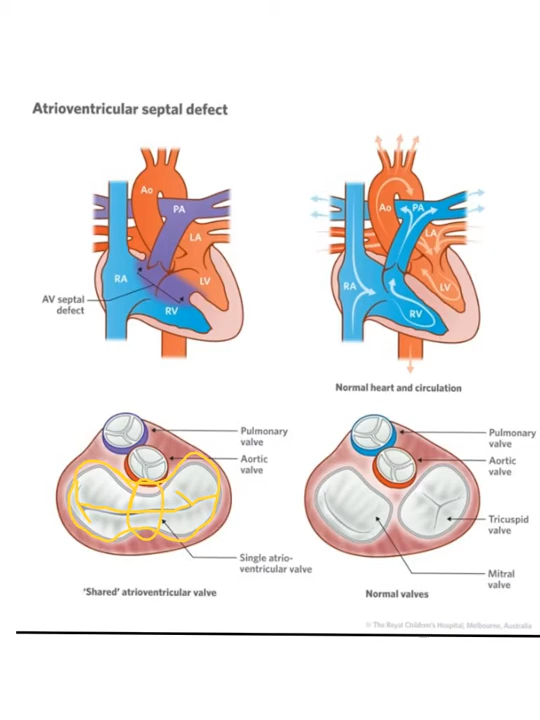 Atrioventricular septal defect
Ao
PA
LA
RA
LV
RV
AV septal
defect
Ao
PA
LA
RA
LV
RV
Normal heart and circulation
Pulmonary
valve
Aortic
valve
Single atrio-
ventricular valve
'Shared' atrioventricular valve
Pulmonary
valve
Aortic
valve
Tricuspid
valve
Mitral
valve
Normal valves
© The Royal Children's Hospital, Melbourne, Australia